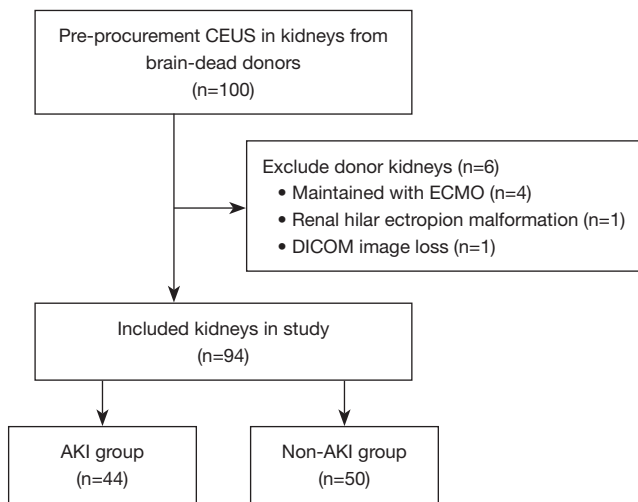 Pre-procurement CEUS in kidneys from
brain-dead donors
(n=100)
Exclude donor kidneys (n=6)
• Maintained with ECMO (n=4)
• Renal hilar ectropion malformation (n=1)
• DICOM image loss (n=1)
Included kidneys in study
(n=94)
AKI group
(n=44)
Non-AKI group
(n=50)